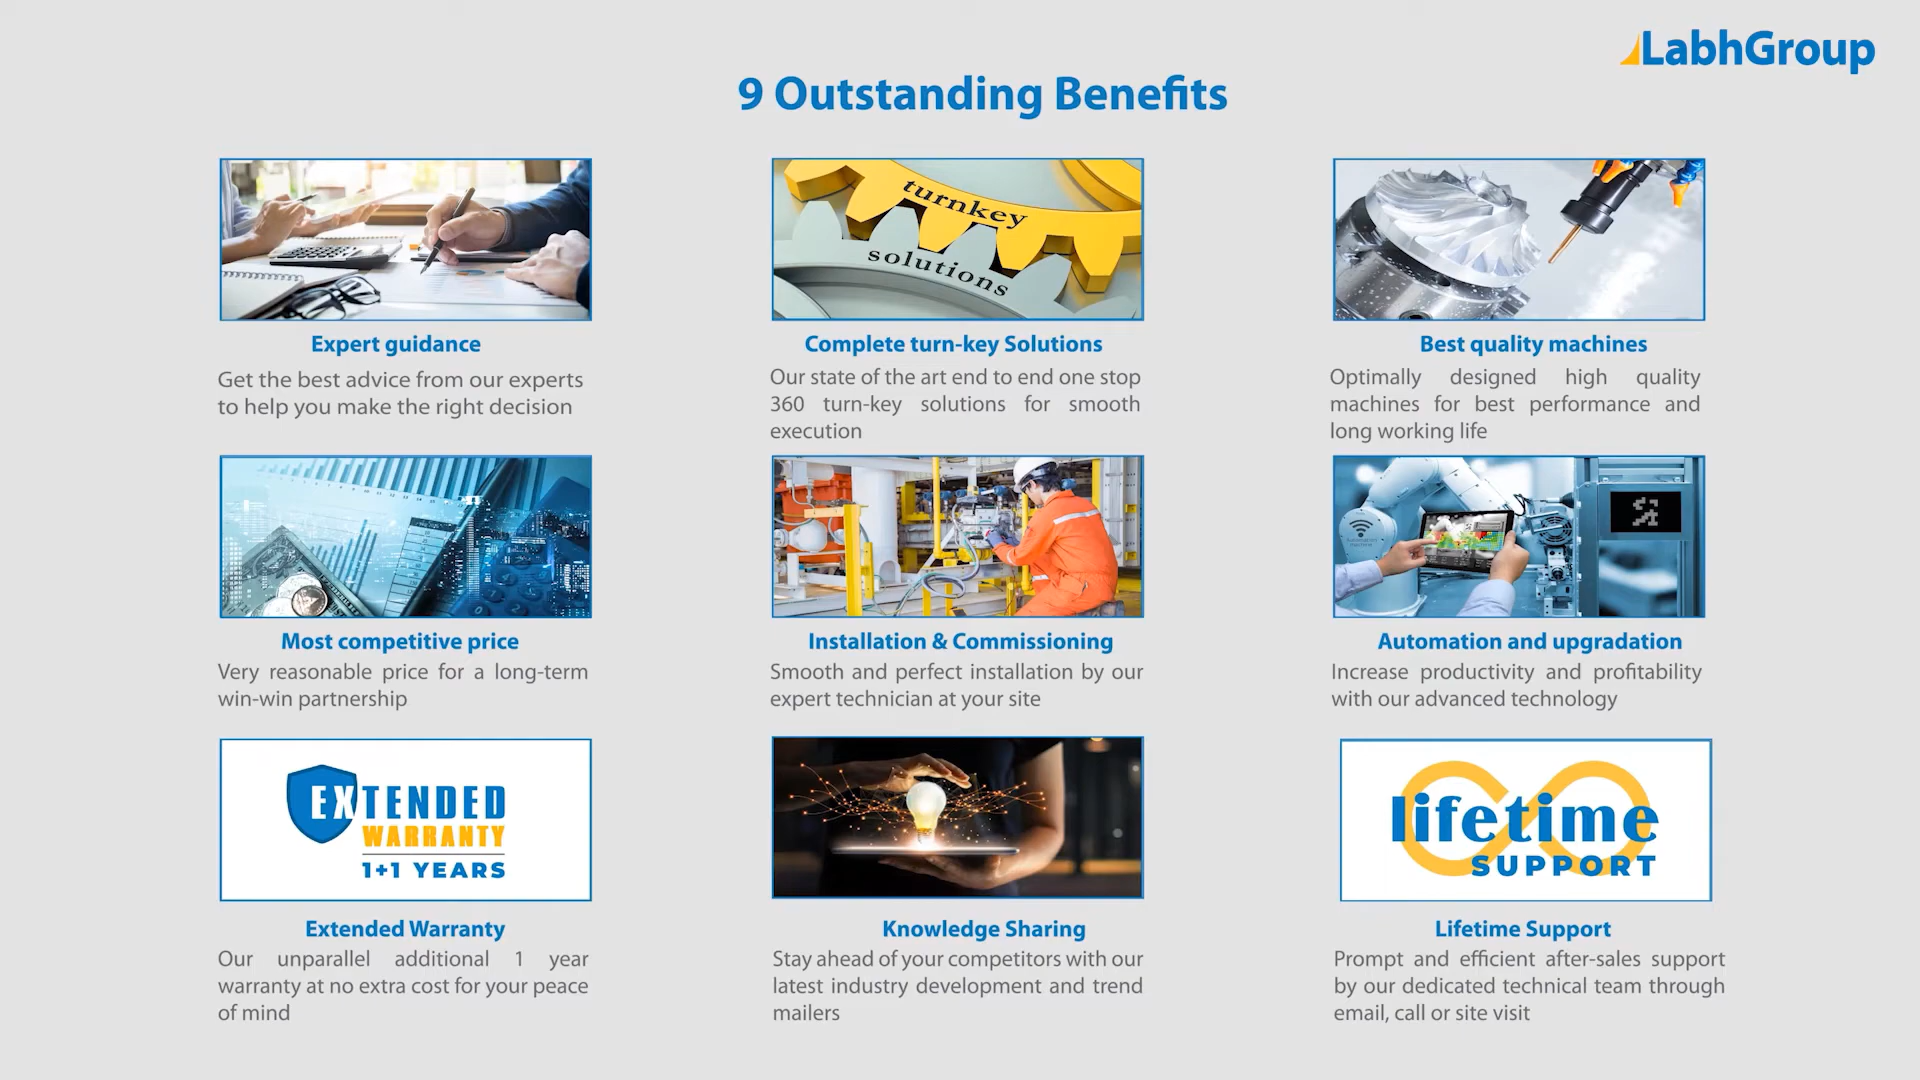 LabhGroup
9 Outstanding Benefits
turnkey
solutions
Expert guidance
Get the best advice from our experts
to help you make the right decision
Complete turn-key Solutions
Our state of the art end to end one stop
360 turn-key solutions for smooth
execution
Best quality machines
Optimally designed high quality
machines for best performance and
long working life
Most competitive price
Very reasonable price for a long-term
win-win partnership
Installation & Commissioning
Smooth and perfect installation by our
expert technician at your site
Automation and upgradation
Increase productivity and profitability
with our advanced technology
EXTENDED
WARRANTY
1+1 YEARS
Extended Warranty
Our unparallel additional 1 year
warranty at no extra cost for your peace
of mind
Knowledge Sharing
Stay ahead of your competitors with our
latest industry development and trend
mailers
lifetime
SUPPORT
Lifetime Support
Prompt and efficient after-sales support
by our dedicated technical team through
email, call or site visit